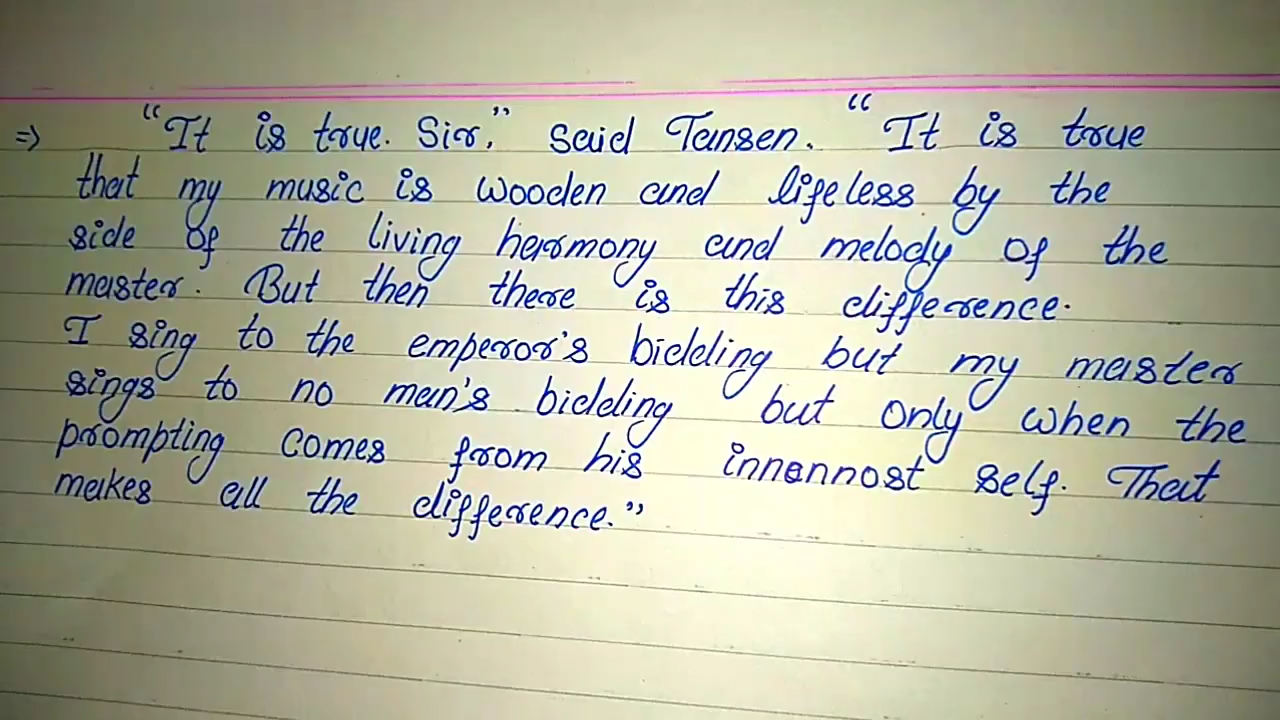 ⇒ "It is true. Sir," said Tansen. "It is true
that my music is wooden and lifeless by the
side of the living harmony and melody of the
master. But then there is this difference.
I sing to the emperor's bidding but my master
sings to no man's bidding but only when the
prompting comes from his innennost self. That
makes all the difference."